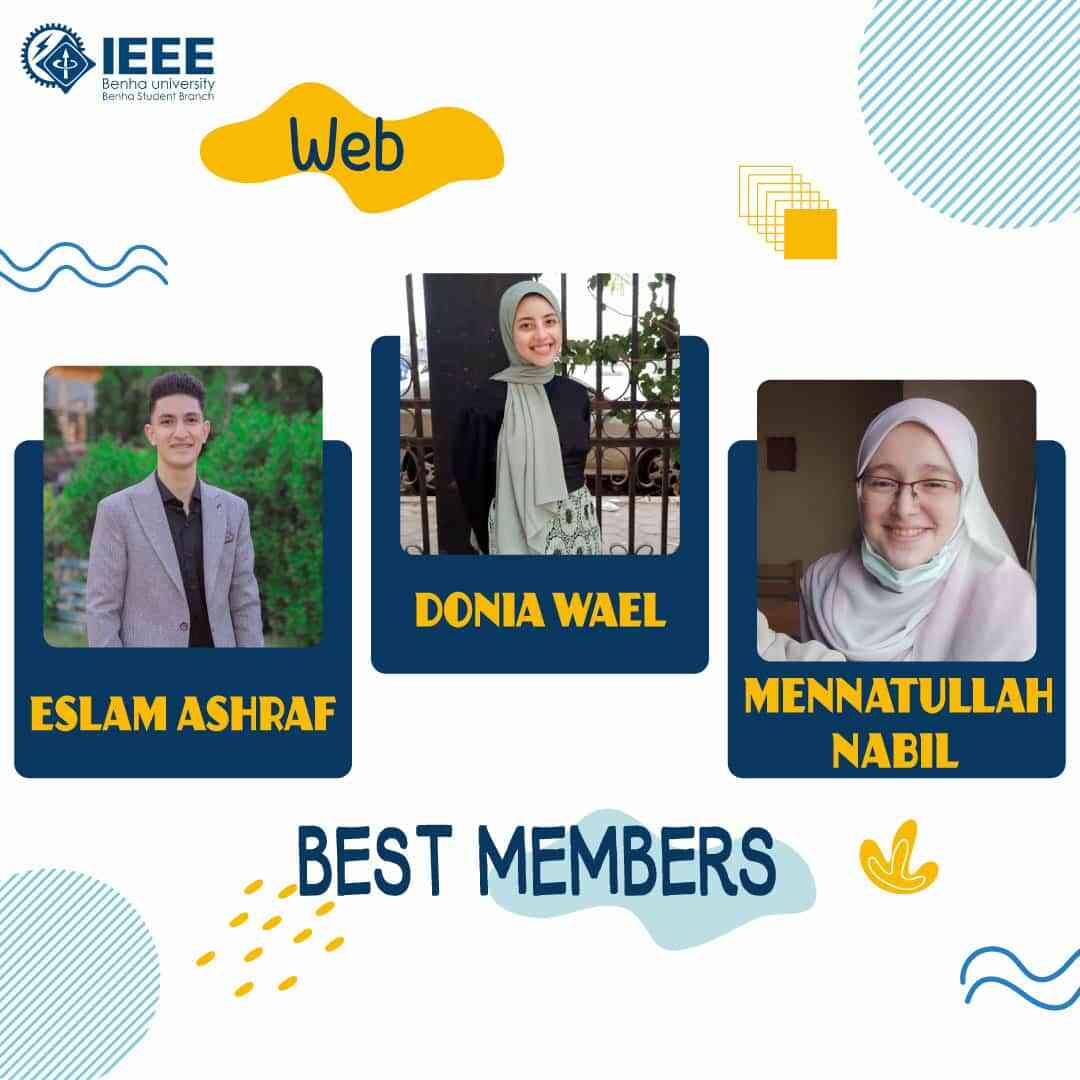 IEEE
Benha university
Benha Student Branch
Web
DONIA WAEL
ESLAM ASHRAF
MENNATULLAH
NABIL
BEST MEMBERS